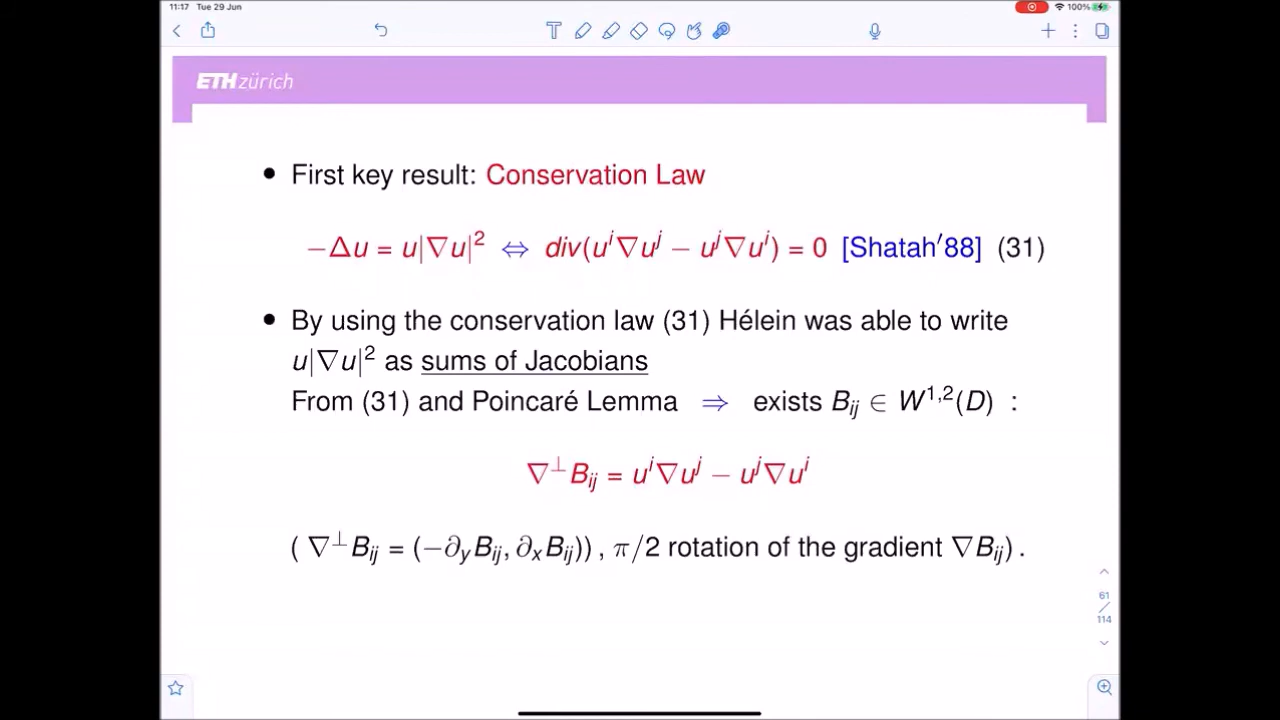 11:17 Tue 29 Jun
100%
T
ETH zürich
• First key result: Conservation Law
−Δu = u|∇u|² ⇔ div(uⁱ∇uʲ − uʲ∇uⁱ) = 0 [Shatah′88] (31)
• By using the conservation law (31) Hélein was able to write
u|∇u|² as sums of Jacobians
From (31) and Poincaré Lemma ⇒ exists Bᵢⱼ ∈ W¹,²(D) :
∇⊥Bᵢⱼ = uⁱ∇uʲ − uʲ∇uⁱ
( ∇⊥Bᵢⱼ = (−∂yBᵢⱼ, ∂xBᵢⱼ)) , π/2 rotation of the gradient ∇Bᵢⱼ) .
61
/
114